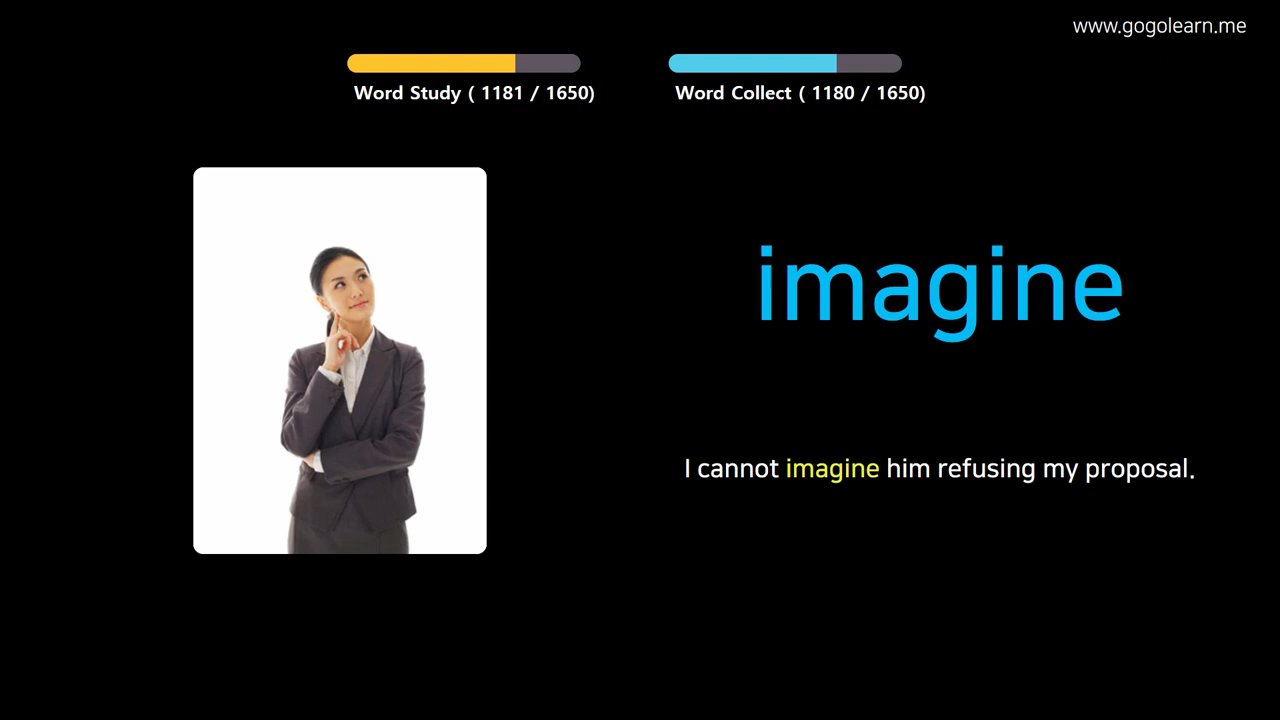 www.gogolearn.me
Word Study ( 1181 / 1650)
Word Collect ( 1180 / 1650)
imagine
I cannot imagine him refusing my proposal.